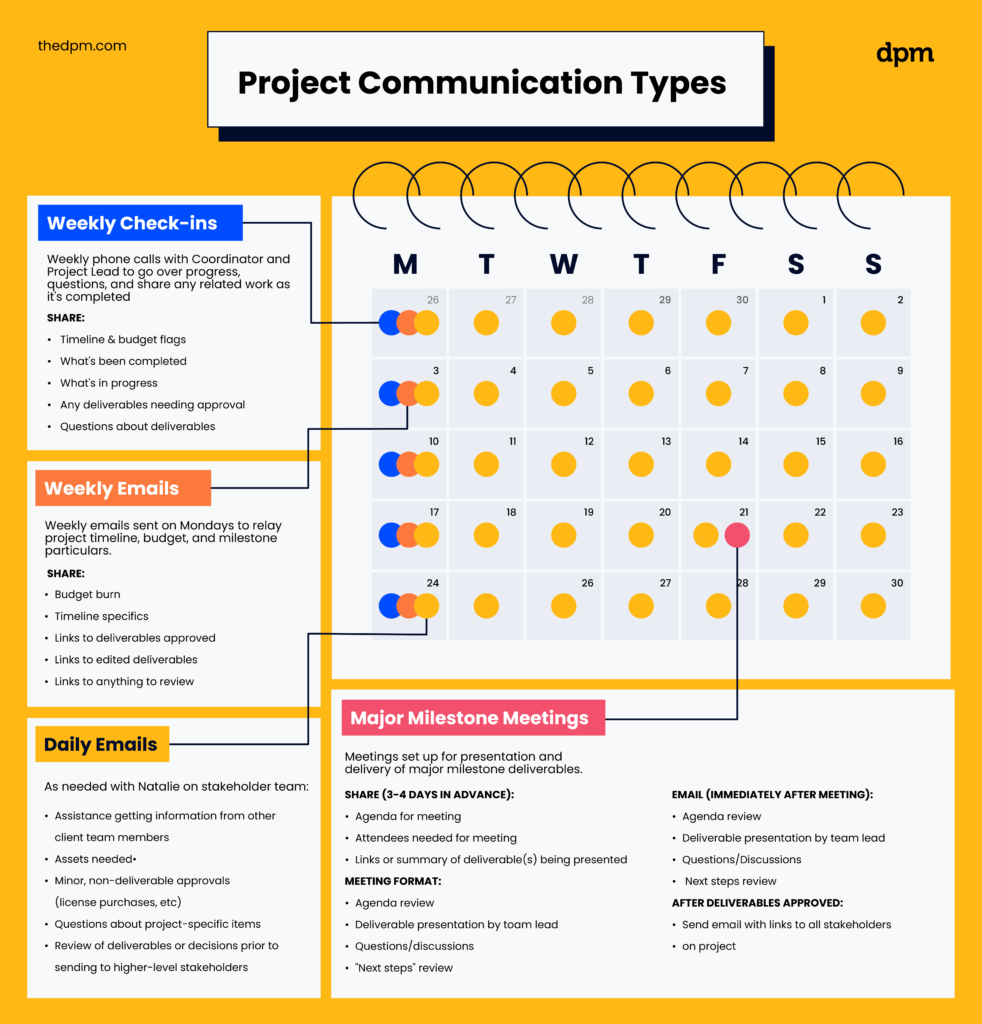 thedpm.com
dpm
Project Communication Types
Weekly Check-ins
Weekly phone calls with Coordinator and
Project Lead to go over progress,
questions, and share any related work as
it's completed
SHARE:
• Timeline & budget flags
• What's been completed
• What's in progress
• Any deliverables needing approval
• Questions about deliverables
Weekly Emails
Weekly emails sent on Mondays to relay
project timeline, budget, and milestone
particulars.
SHARE:
• Budget burn
• Timeline specifics
• Links to deliverables approved
• Links to edited deliverables
• Links to anything to review
Daily Emails
As needed with Natalie on stakeholder team:
• Assistance getting information from other
client team members
• Assets needed•
• Minor, non-deliverable approvals
(license purchases, etc)
• Questions about project-specific items
• Review of deliverables or decisions prior to
sending to higher-level stakeholders
M T W T F S S
26 27 28 29 30 1 2
3 4 5 6 7 8 9
10 11 12 13 14 15 16
17 18 19 20 21 22 23
24 26 27 28 29 30
Major Milestone Meetings
Meetings set up for presentation and
delivery of major milestone deliverables.
SHARE (3-4 DAYS IN ADVANCE):
• Agenda for meeting
• Attendees needed for meeting
• Links or summary of deliverable(s) being presented
MEETING FORMAT:
• Agenda review
• Deliverable presentation by team lead
• Questions/discussions
• "Next steps" review
EMAIL (IMMEDIATELY AFTER MEETING):
• Agenda review
• Deliverable presentation by team lead
• Questions/Discussions
• Next steps review
AFTER DELIVERABLES APPROVED:
• Send email with links to all stakeholders
• on project